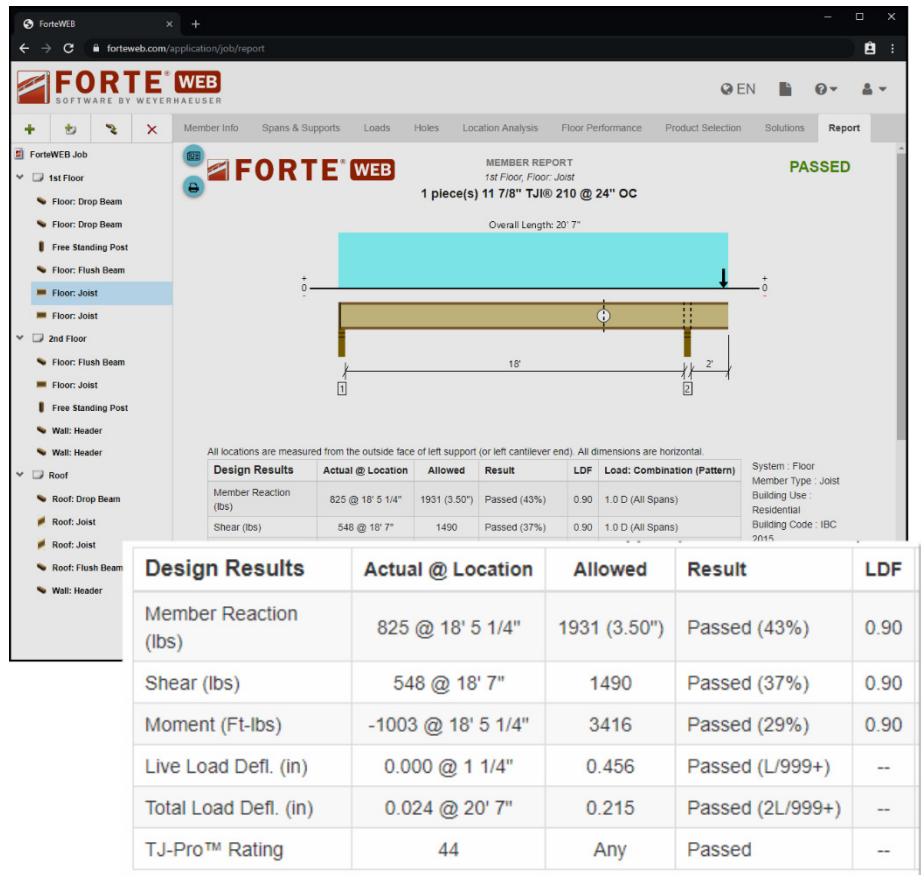 ForteWEB
forteweb.com/application/job/report
FORTE® WEB
SOFTWARE BY WEYERHAEUSER
EN
Member Info Spans & Supports Loads Holes Location Analysis Floor Performance Product Selection Solutions Report
ForteWEB Job
1st Floor
Floor: Drop Beam
Floor: Drop Beam
Free Standing Post
Floor: Flush Beam
Floor: Joist
Floor: Joist
2nd Floor
Floor: Flush Beam
Floor: Joist
Free Standing Post
Wall: Header
Wall: Header
Roof
Roof: Drop Beam
Roof: Joist
Roof: Joist
Roof: Flush Beam
Wall: Header
FORTE® WEB
MEMBER REPORT
1st Floor, Floor: Joist
1 piece(s) 11 7/8" TJI® 210 @ 24" OC
PASSED
Overall Length: 20' 7"
+ +
0 0
- -
18' 2'
1 2
All locations are measured from the outside face of left support (or left cantilever end). All dimensions are horizontal.
Design Results Actual @ Location Allowed Result LDF Load: Combination (Pattern)
Member Reaction (lbs) 825 @ 18' 5 1/4" 1931 (3.50") Passed (43%) 0.90 1.0 D (All Spans)
Shear (lbs) 548 @ 18' 7" 1490 Passed (37%) 0.90 1.0 D (All Spans)
System : Floor
Member Type : Joist
Building Use :
Residential
Building Code : IBC
2015
Design Results Actual @ Location Allowed Result LDF
Member Reaction (lbs) 825 @ 18' 5 1/4" 1931 (3.50") Passed (43%) 0.90
Shear (lbs) 548 @ 18' 7" 1490 Passed (37%) 0.90
Moment (Ft-lbs) -1003 @ 18' 5 1/4" 3416 Passed (29%) 0.90
Live Load Defl. (in) 0.000 @ 1 1/4" 0.456 Passed (L/999+) --
Total Load Defl. (in) 0.024 @ 20' 7" 0.215 Passed (2L/999+) --
TJ-Pro™ Rating 44 Any Passed --